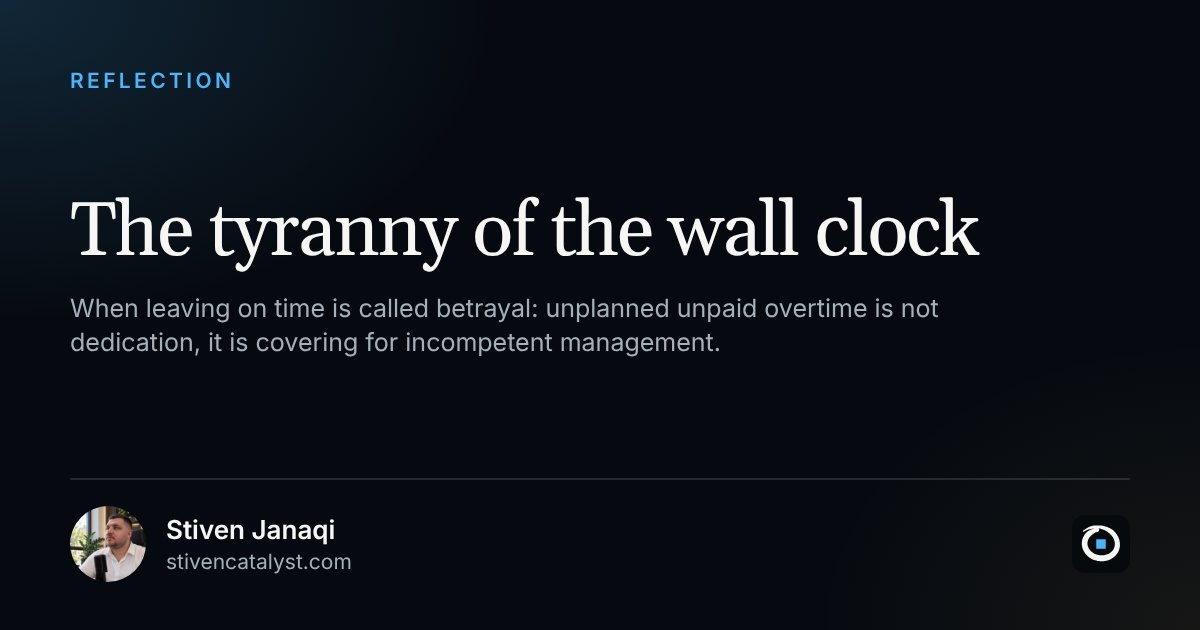 REFLECTION
The tyranny of the wall clock
When leaving on time is called betrayal: unplanned unpaid overtime is not
dedication, it is covering for incompetent management.
Stiven Janaqi
stivencatalyst.com